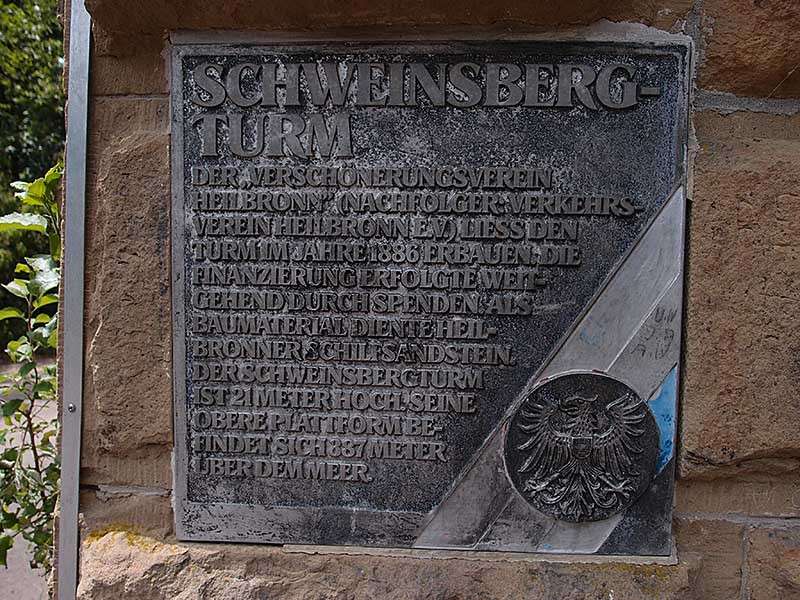 SCHWEINSBERG-
TURM
DER „VERSCHÖNERUNGSVEREIN
HEILBRONN" (NACHFOLGER: VERKEHRS-
VEREIN HEILBRONN E.V.), LIESS DEN
TURM IM JAHRE 1886 ERBAUEN. DIE
FINANZIERUNG ERFOLGTE WEIT-
GEHEND DURCH SPENDEN. ALS
BAUMATERIAL DIENTE HEIL-
BRONNER SCHILFSANDSTEIN.
DER SCHWEINSBERGTURM
IST 21 METER HOCH. SEINE
OBERE PLATTFORM BE-
FINDET SICH 387 METER
ÜBER DEM MEER.